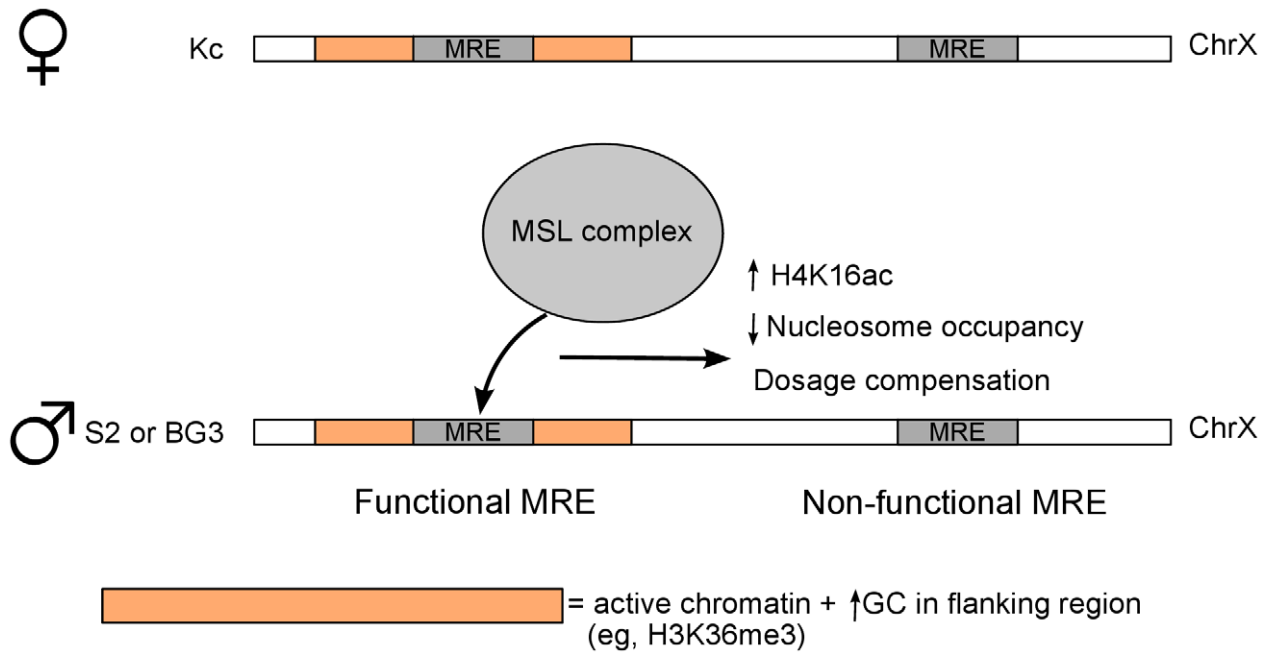 Kc MRE MRE ChrX
MSL complex
↑ H4K16ac
↓ Nucleosome occupancy
Dosage compensation
S2 or BG3 MRE MRE ChrX
Functional MRE Non-functional MRE
= active chromatin + ↑GC in flanking region
(eg, H3K36me3)